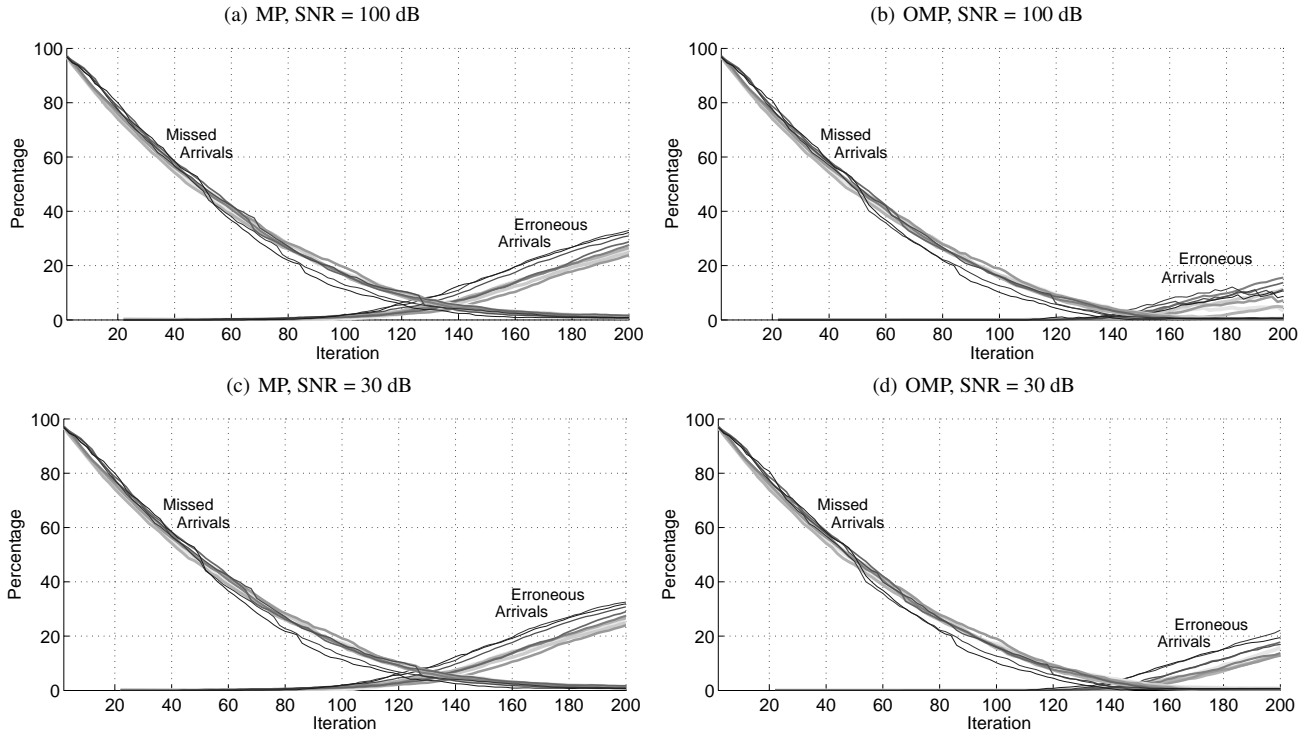 (a) MP, SNR = 100 dB
100
80
60
40
20
0
Percentage
Missed
Arrivals
Erroneous
Arrivals
20 40 60 80 100 120 140 160 180 200
Iteration
(b) OMP, SNR = 100 dB
100
80
60
40
20
0
Percentage
Missed
Arrivals
Erroneous
Arrivals
20 40 60 80 100 120 140 160 180 200
Iteration
(c) MP, SNR = 30 dB
100
80
60
40
20
0
Percentage
Missed
Arrivals
Erroneous
Arrivals
20 40 60 80 100 120 140 160 180 200
Iteration
(d) OMP, SNR = 30 dB
100
80
60
40
20
0
Percentage
Missed
Arrivals
Erroneous
Arrivals
20 40 60 80 100 120 140 160 180 200
Iteration